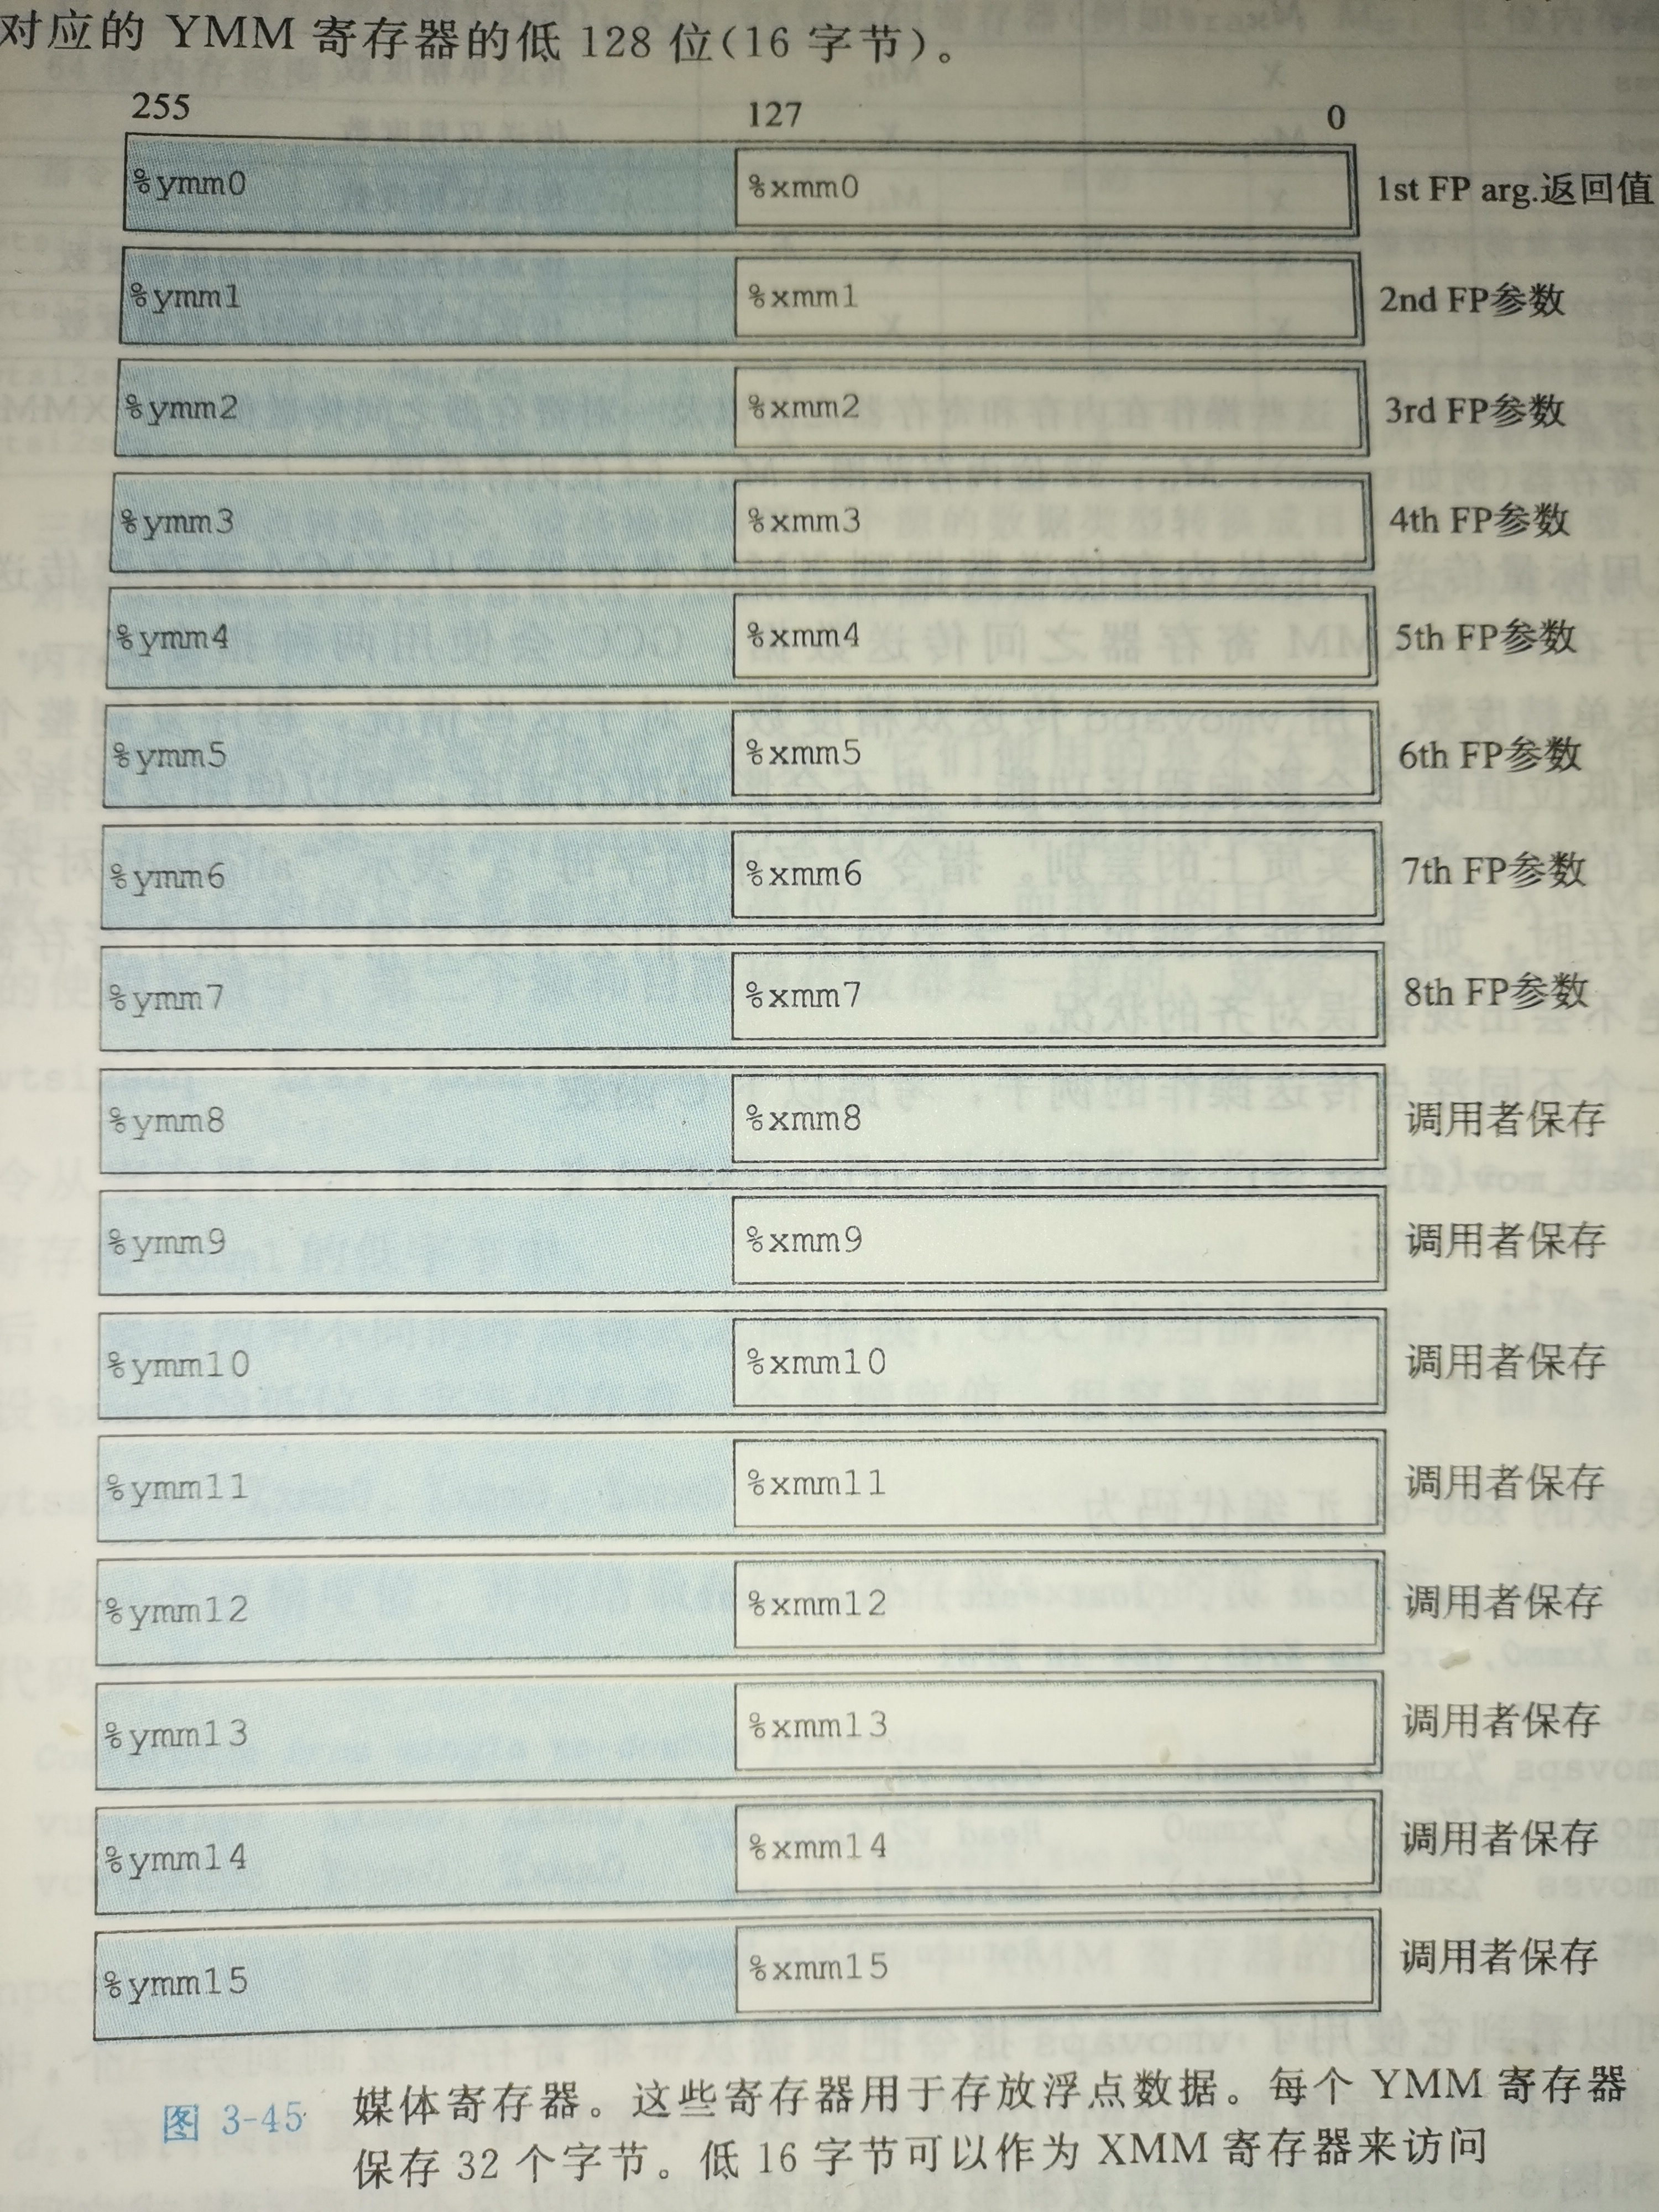 对应的 YMM 寄存器的低 128 位(16 字节)。
255 127 0
%ymm0 %xmm0 1st FP arg.返回值
%ymm1 %xmm1 2nd FP参数
%ymm2 %xmm2 3rd FP参数
%ymm3 %xmm3 4th FP参数
%ymm4 %xmm4 5th FP参数
%ymm5 %xmm5 6th FP参数
%ymm6 %xmm6 7th FP参数
%ymm7 %xmm7 8th FP参数
%ymm8 %xmm8 调用者保存
%ymm9 %xmm9 调用者保存
%ymm10 %xmm10 调用者保存
%ymm11 %xmm11 调用者保存
%ymm12 %xmm12 调用者保存
%ymm13 %xmm13 调用者保存
%ymm14 %xmm14 调用者保存
%ymm15 %xmm15 调用者保存
图 3-45 媒体寄存器。这些寄存器用于存放浮点数据。每个 YMM 寄存器
保存 32 个字节。低 16 字节可以作为 XMM 寄存器来访问